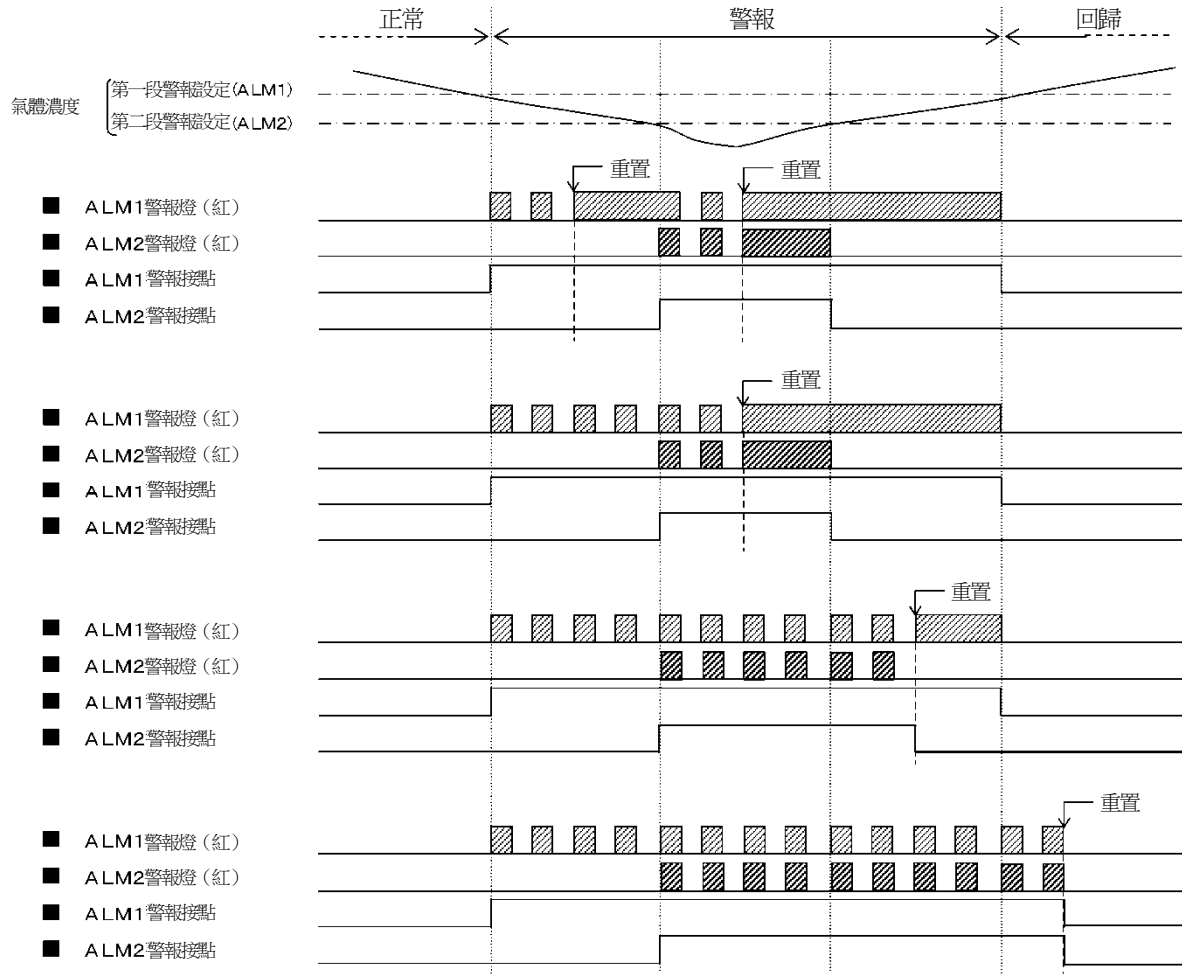 正常
警報
回歸
氣體濃度
第一段警報設定(ALM1)
第二段警報設定(ALM2)
重置
重置
■ ALM1警報燈（紅）
■ ALM2警報燈（紅）
■ ALM1警報接點
■ ALM2警報接點
重置
■ ALM1警報燈（紅）
■ ALM2警報燈（紅）
■ ALM1警報接點
■ ALM2警報接點
重置
■ ALM1警報燈（紅）
■ ALM2警報燈（紅）
■ ALM1警報接點
■ ALM2警報接點
重置
■ ALM1警報燈（紅）
■ ALM2警報燈（紅）
■ ALM1警報接點
■ ALM2警報接點